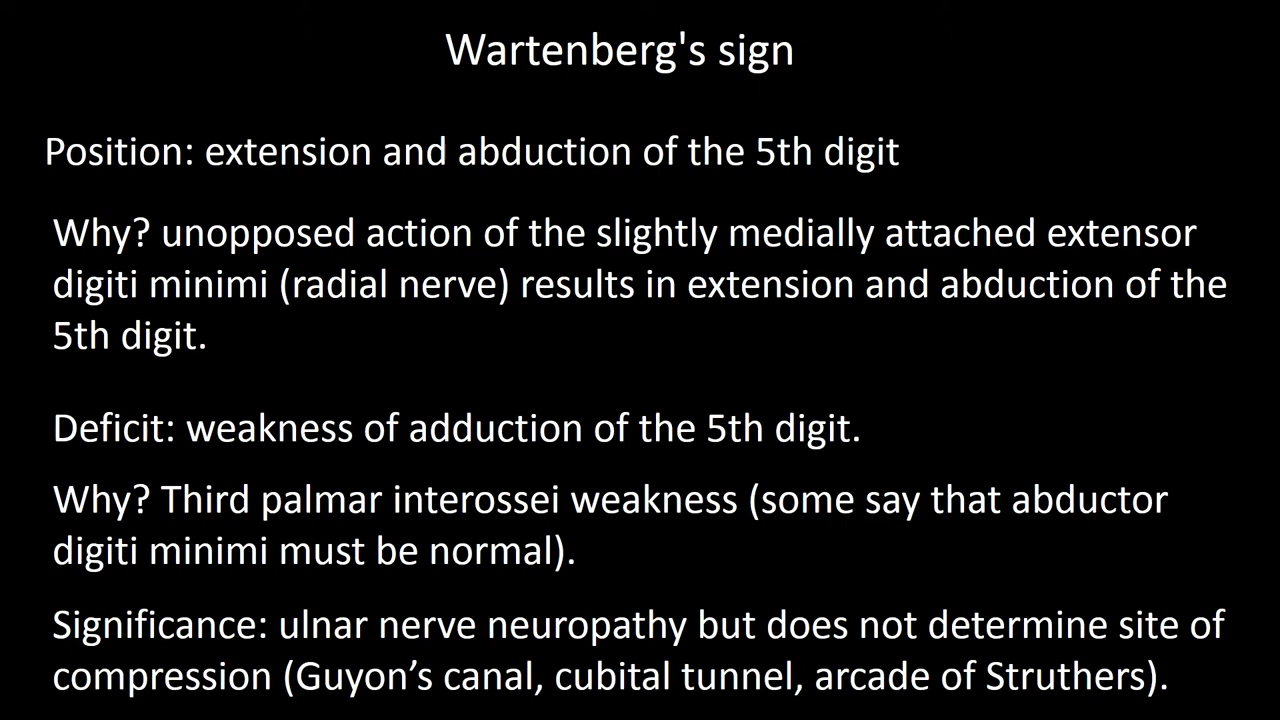 Wartenberg's sign
Position: extension and abduction of the 5th digit
Why? unopposed action of the slightly medially attached extensor
digiti minimi (radial nerve) results in extension and abduction of the
5th digit.
Deficit: weakness of adduction of the 5th digit.
Why? Third palmar interossei weakness (some say that abductor
digiti minimi must be normal).
Significance: ulnar nerve neuropathy but does not determine site of
compression (Guyon’s canal, cubital tunnel, arcade of Struthers).